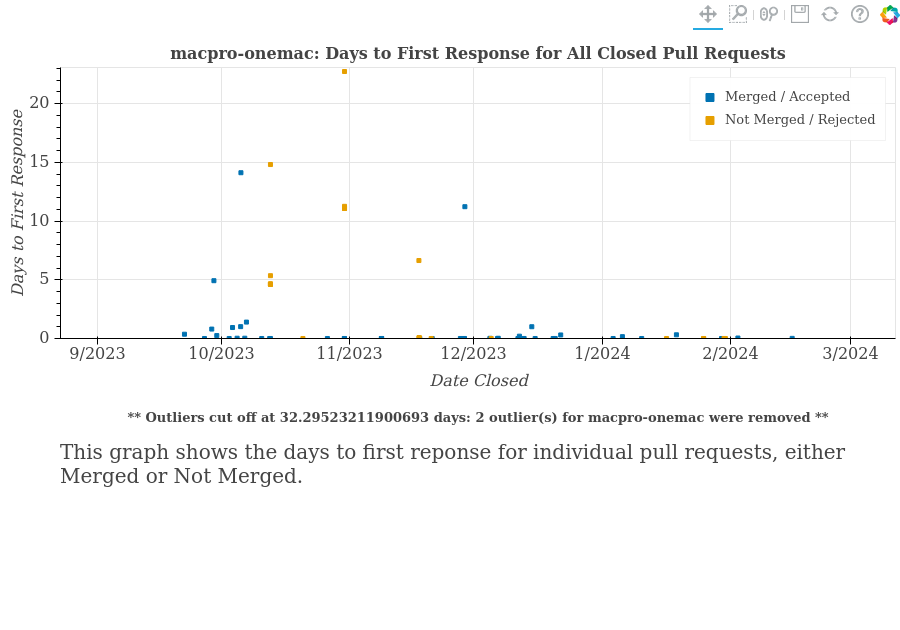 macpro-onemac: Days to First Response for All Closed Pull Requests
Merged / Accepted
Not Merged / Rejected
Days to First Response
20
15
10
5
0
9/2023
10/2023
11/2023
12/2023
1/2024
2/2024
3/2024
Date Closed
** Outliers cut off at 32.29523211900693 days: 2 outlier(s) for macpro-onemac were removed **
This graph shows the days to first reponse for individual pull requests, either
Merged or Not Merged.